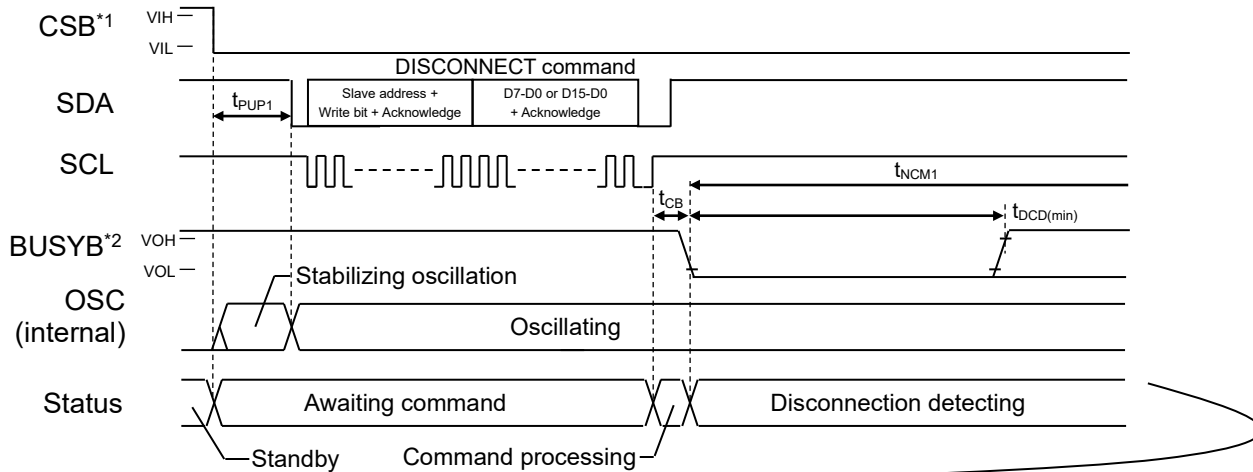 CSB*1
VIH
VIL
DISCONNECT command
SDA
tPUP1
Slave address +
Write bit + Acknowledge
D7-D0 or D15-D0
+ Acknowledge
SCL
tNCM1
tCB
tDCD(min)
BUSYB*2
VOH
VOL
Stabilizing oscillation
OSC
(internal)
Oscillating
Status
Awaiting command
Disconnection detecting
Standby
Command processing